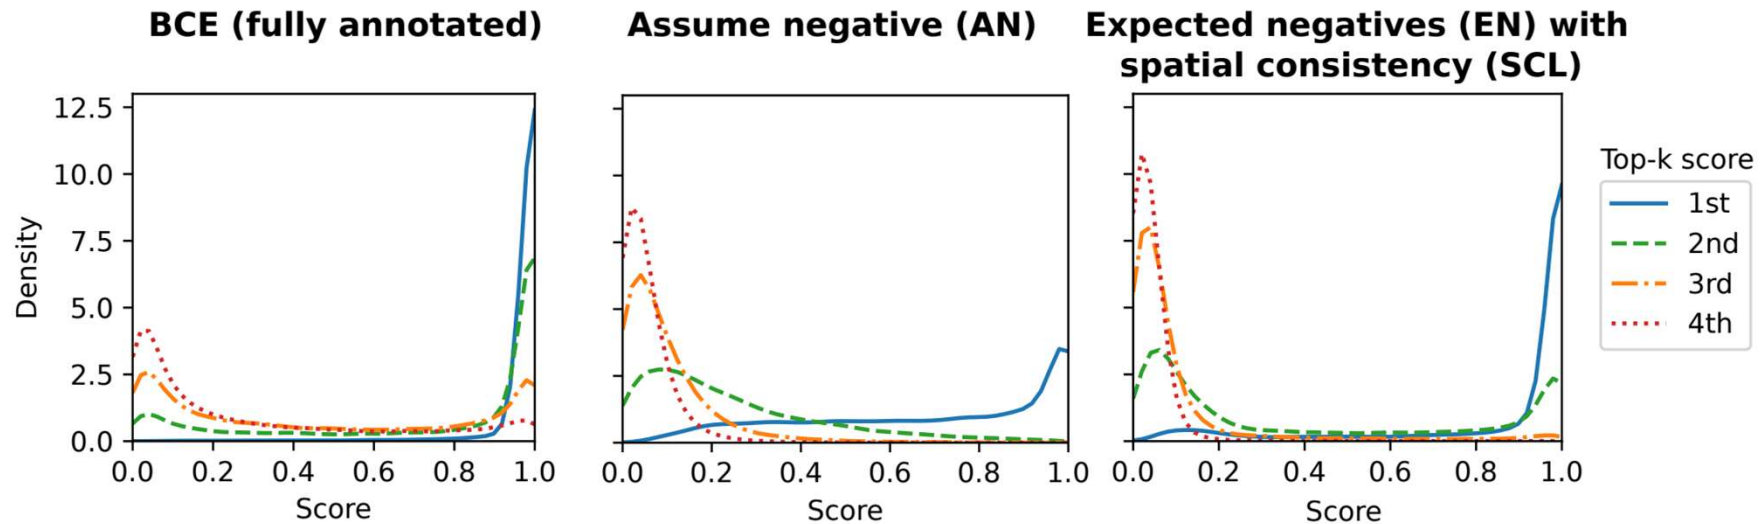 BCE (fully annotated)
Assume negative (AN)
Expected negatives (EN) with
spatial consistency (SCL)
Density
12.5
10.0
7.5
5.0
2.5
0.0
0.0 0.2 0.4 0.6 0.8 1.0
Score
0.0 0.2 0.4 0.6 0.8 1.0
Score
0.0 0.2 0.4 0.6 0.8 1.0
Score
Top-k score
1st
2nd
3rd
4th